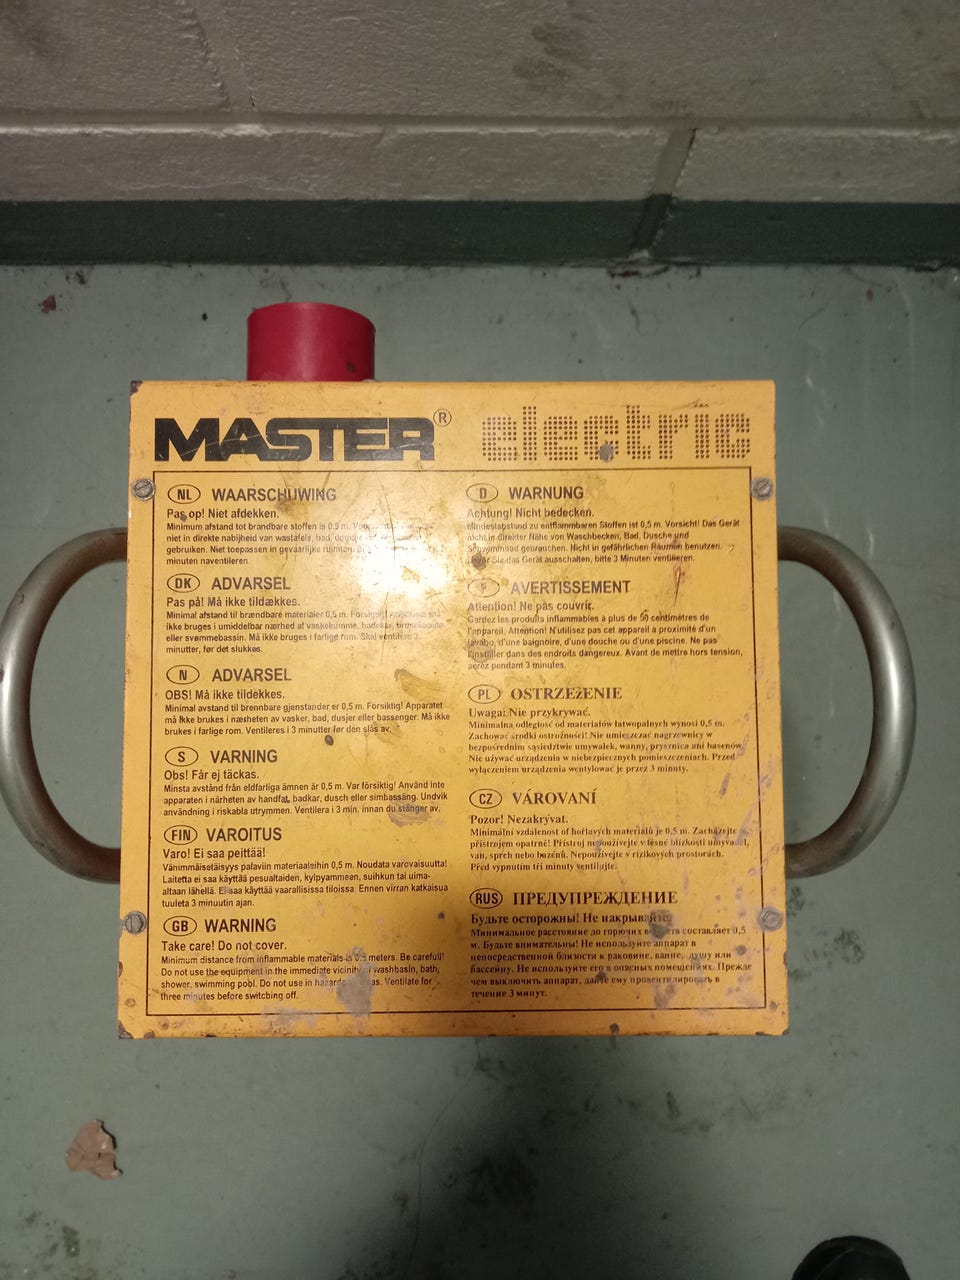 MASTER® electric
NL WAARSCHUWING
Pas op! Niet afdekken.
Minimum afstand tot brandbare stoffen is 0,5 m.
niet in direkte nabijheid van wastafels, bad,
gebruiken. Niet toepassen in gevaarlijke ruimten.
minuten naventileren.
DK ADVARSEL
Pas på! Må ikke tildækkes.
Minimal afstand til brændbare materialer 0,5 m. Forsigtig!
ikke bruges i umiddelbar nærhed af vaskekumme, badekar,
eller svømmebassin. Må ikke bruges i farligt rum. Skal ventilere 3
minutter, før det slukkes.
N ADVARSEL
OBS! Må ikke tildekkes.
Minimal avstand til brennbare gjenstander er 0,5 m. Forsiktig! Apparatet
må ikke brukes i næsheten av vasker, bad, dusjer eller bassenger. Må ikke
brukes i farlige rom. Ventileres i 3 minutter før den slås av.
S VARNING
Obs! Får ej täckas.
Minsta avstånd från eldfarliga ämnen är 0,5 m. Var försiktig! Använd inte
apparaten i närheten av handfat, badkar, dusch eller simbassäng. Undvik
användning i riskabla utrymmen. Ventilera i 3 min. innan du stänger av.
FIN VAROITUS
Varo! Ei saa peittää!
Vähimmäisetäisyys palaviin materiaaleihin 0,5 m. Noudata varovaisuutta!
Laitetta ei saa käyttää pesualtaiden, kylpyammeen, suihkun tai uima-
altaan lähellä. Ei saa käyttää vaarallisissa tiloissa. Ennen virran katkaisua
tuuleta 3 minuutin ajan.
GB WARNING
Take care! Do not cover.
Minimum distance from inflammable materials is 0.5 meters. Be careful!
Do not use the equipment in the immediate vicinity of washbasin, bath,
shower, swimming pool. Do not use in Ventilate for
three minutes before switching off.
D WARNUNG
Achtung! Nicht bedecken.
Mindestabstand zu entflammbaren Stoffen ist 0,5 m. Vorsicht! Das Gerät
nicht in direkter Nähe von Waschbecken, Bad, Dusche und
Schwimmbad gebrauchen. Nicht in gefährlichen Räumen benutzen.
Sie das Gerät ausschalten, bitte 3 Minuten ventilieren.
F AVERTISSEMENT
Attention! Ne pas couvrir.
Gardez les produits inflammables à plus de 50 centimètres de
l'appareil. Attention! N'utilisez pas cet appareil a proximité d'un
lavabo, d'une baignoire, d'une douche ou d'une piscine. Ne pas
l'installer dans des endroits dangereux. Avant de mettre hors tension,
aérez pendant 3 minutes.
PL OSTRZEżENIE
Uwaga: Nie przykrywać.
Minimalna odległość od materiałów łatwopalnych wynosi 0,5 m.
Zachować środki ostrożności! Nie umieszczać nagrzewnicy w
bezpośrednim sąsiedztwie umywalek, wanny, prysznica ani basenów.
Nie używać urządzenia w niebezpiecznych pomieszczeniach. Przed
wyłączeniem urządzenia wentylować je przez 3 minuty.
CZ VÁROVANÍ
Pozor! Nezakrývat.
Minimální vzdalenost of hořlavých materiálů je 0,5 m. Zacházejte
přístrojem opatrně! Přístroj nepoužívejte v těsné blízkosti umyvadel,
van, sprch nebo bazénů. Nepoužívejte v rizikových prostorách.
Před vypnutím tří minuty ventilujte.
RUS ПРЕДУПРЕЖДЕНИЕ
Будьте осторожны! Не накрывайте.
Минимальное расстояние до горючих составляет 0,5
м. Будьте внимательны! Не используйте аппарат в
непосредственной близости к раковине, ванне, душу или
бассейну. Не используйте его в опасных помещениях. Прежде
чем выключить аппарат, дайте ему провентилировать в
течение 3 минут.